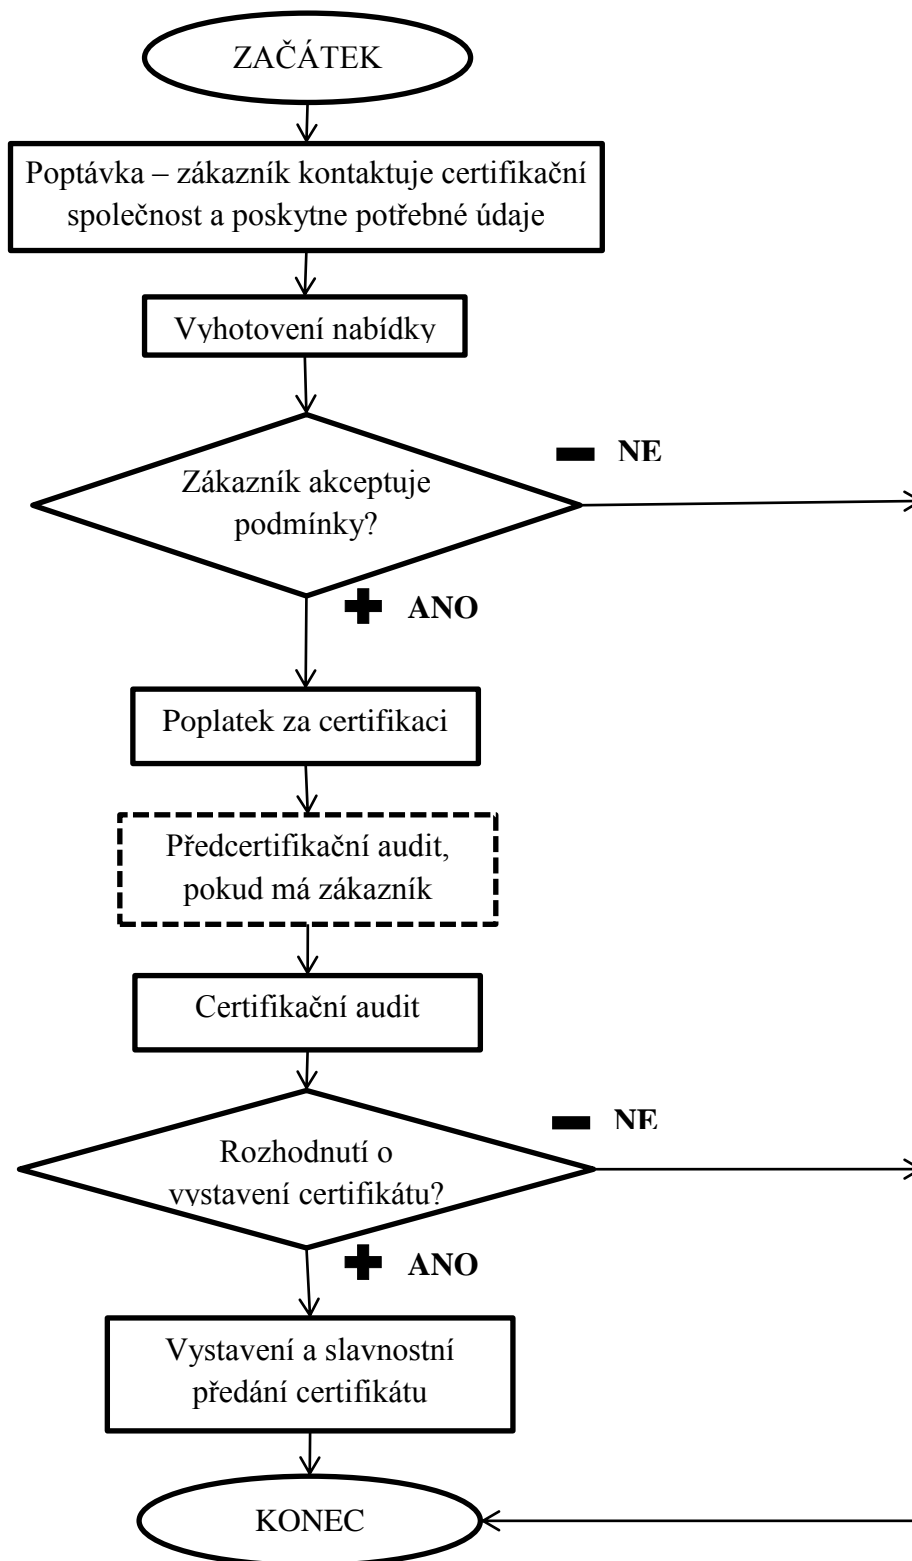 ZAČÁTEK
Poptávka – zákazník kontaktuje certifikační
společnost a poskytne potřebné údaje
Vyhotovení nabídky
NE
Zákazník akceptuje
podmínky?
ANO
Poplatek za certifikaci
Předcertifikační audit,
pokud má zákazník
Certifikační audit
NE
Rozhodnutí o
vystavení certifikátu?
ANO
Vystavení a slavnostní
předání certifikátu
KONEC